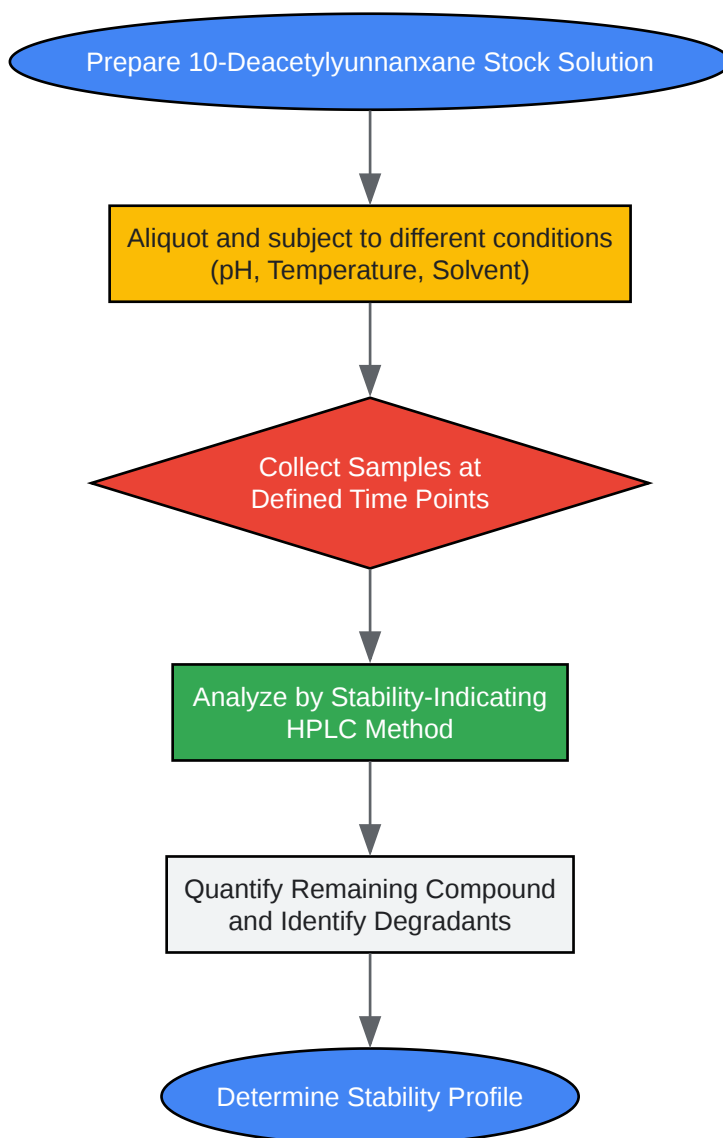 Prepare 10-Deacetylyunnanxane Stock Solution
Aliquot and subject to different conditions
(pH, Temperature, Solvent)
Collect Samples at
Defined Time Points
Analyze by Stability-Indicating
HPLC Method
Quantify Remaining Compound
and Identify Degradants
Determine Stability Profile